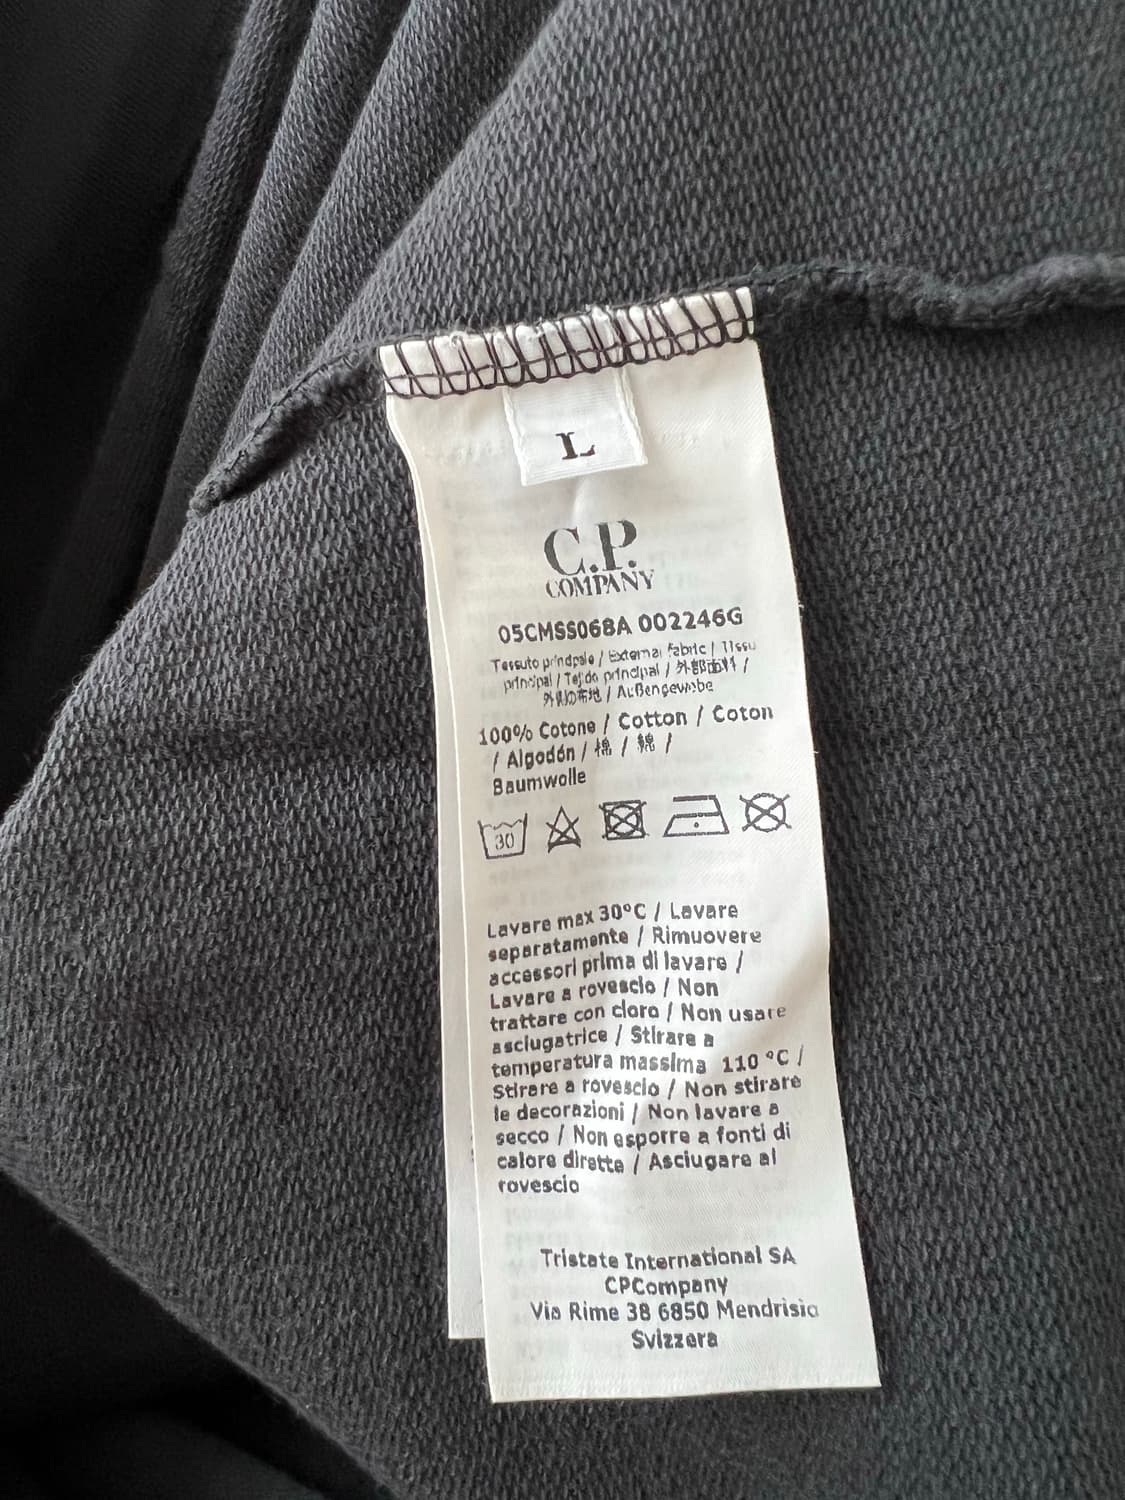 L
C.P.
COMPANY
05CMSS068A 002246G
Tessuto principale / External fabric / Tissu
principal / Tejido principal / 外部面料 /
外側の布地 / Außengewebe
100% Cotone / Cotton / Coton
/ Algodón / 棉 / 綿 /
Baumwolle
30
Lavare max 30°C / Lavare
separatamente / Rimuovere
accessori prima di lavare /
Lavare a rovescio / Non
trattare con cloro / Non usare
asciugatrice / Stirare a
temperatura massima 110 °C /
Stirare a rovescio / Non stirare
le decorazioni / Non lavare a
secco / Non esporre a fonti di
calore dirette / Asciugare al
rovescio
Tristate International SA
CPCompany
Via Rime 38 6850 Mendrisio
Svizzera